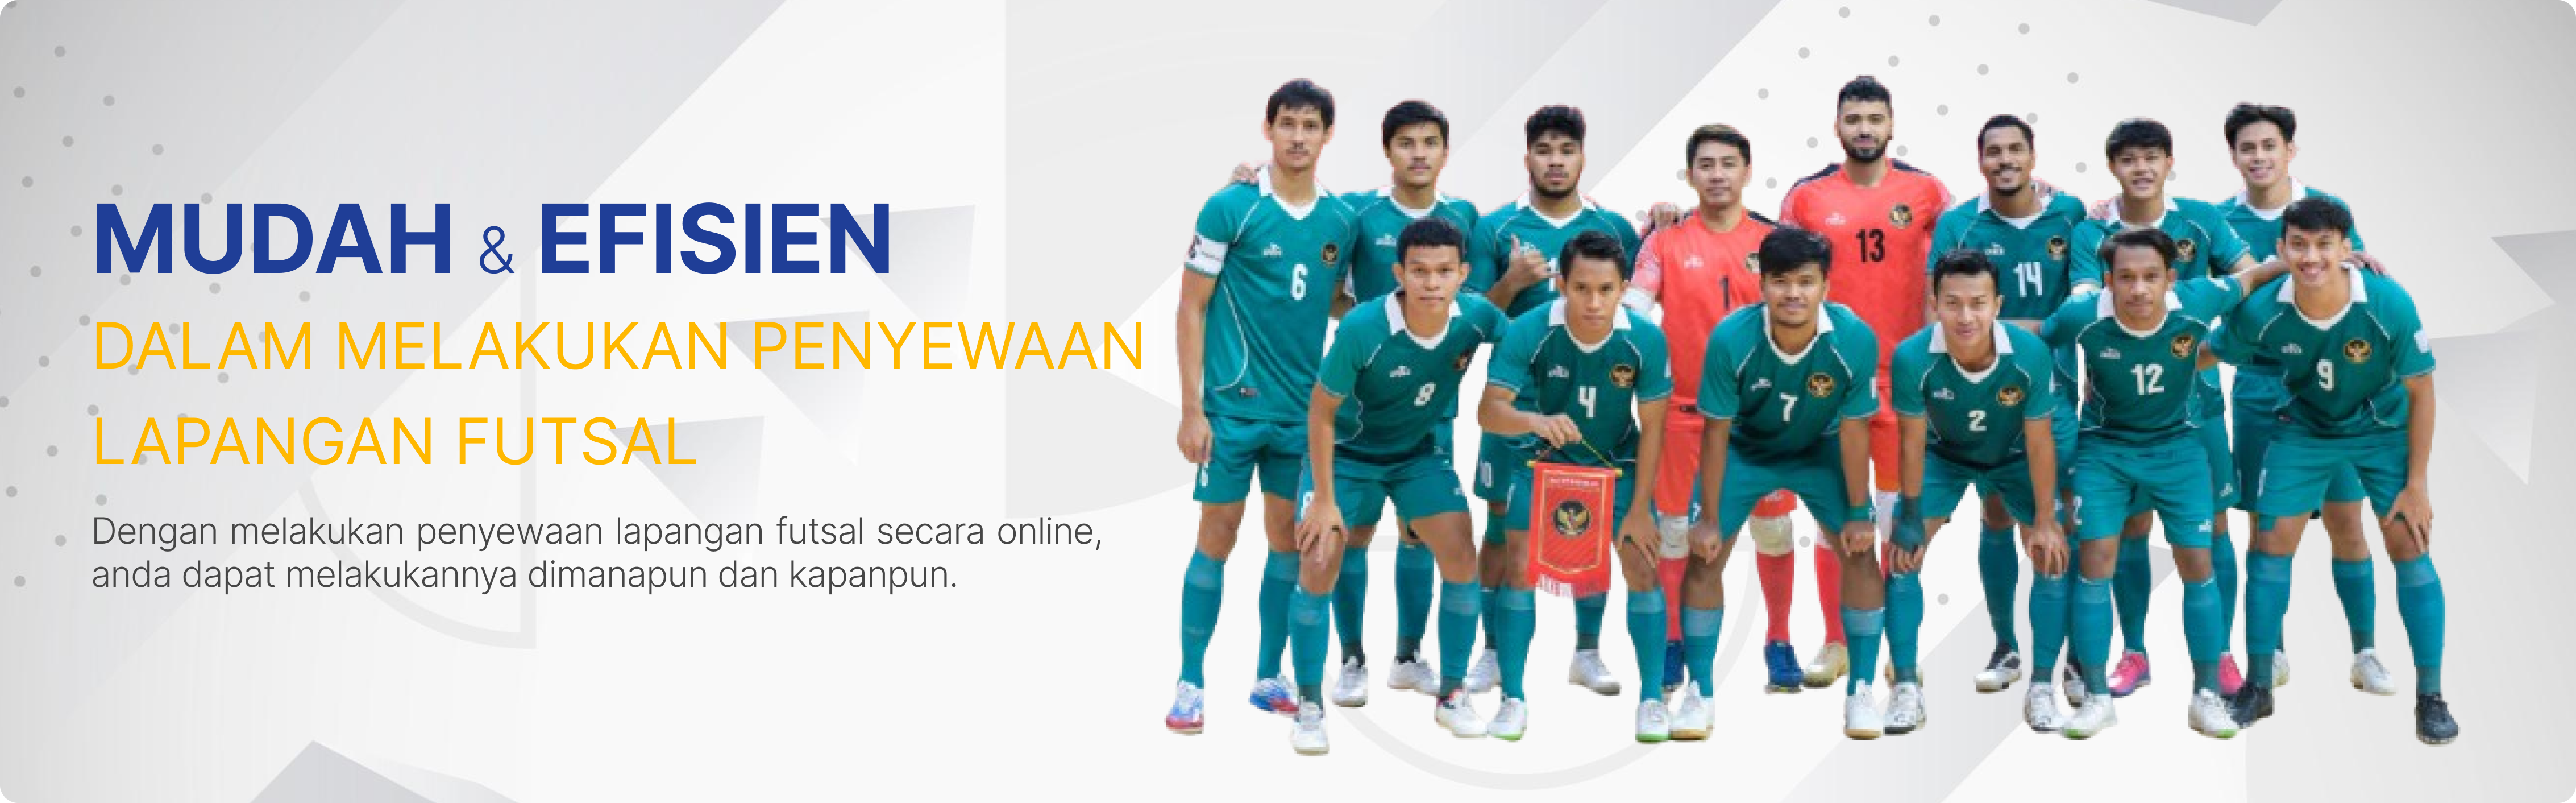 MUDAH & EFISIEN
DALAM MELAKUKAN PENYEWAAN
LAPANGAN FUTSAL
Dengan melakukan penyewaan lapangan futsal secara online,
anda dapat melakukannya dimanapun dan kapanpun.
6
8
4
1
7
13
2
14
12
9
10